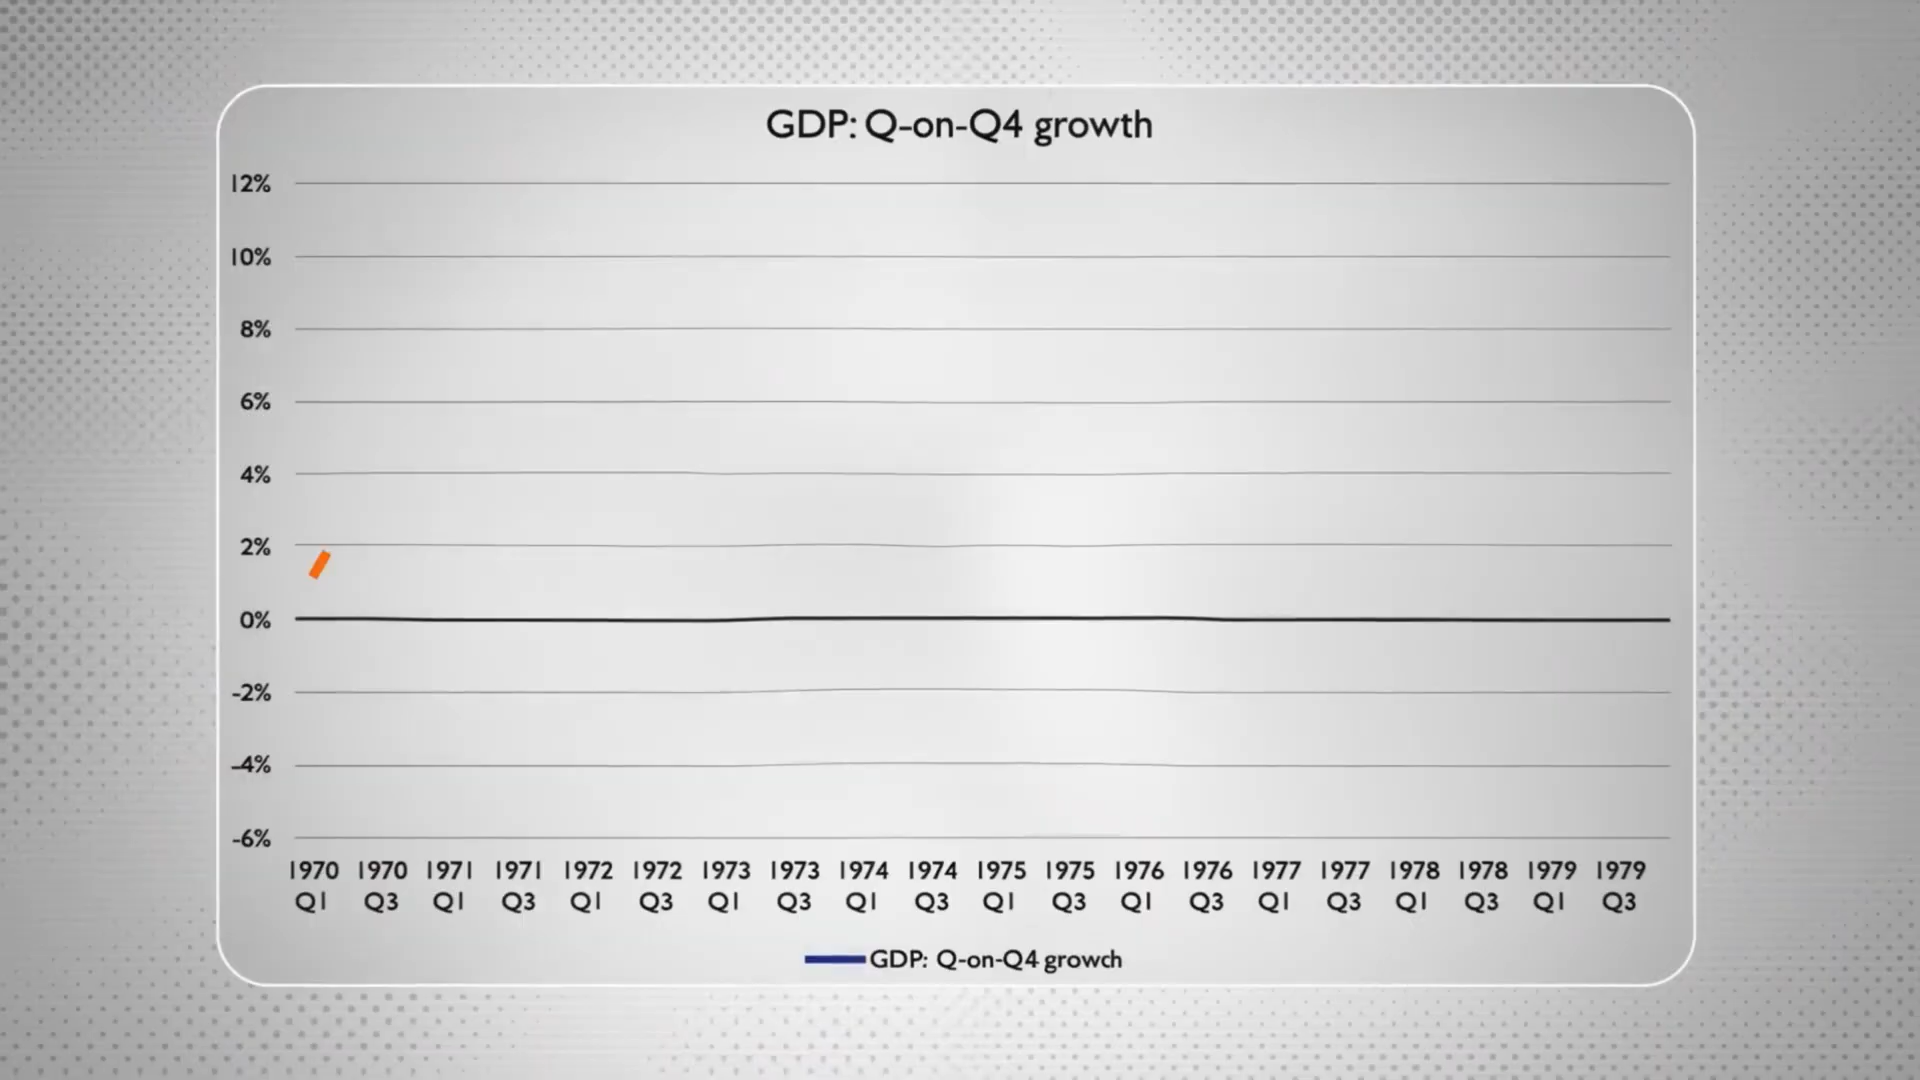 GDP: Q-on-Q4 growth
12%
10%
8%
6%
4%
2%
0%
-2%
-4%
-6%
1970 1970 1971 1971 1972 1972 1973 1973 1974 1974 1975 1975 1976 1976 1977 1977 1978 1978 1979 1979
Q1 Q3 Q1 Q3 Q1 Q3 Q1 Q3 Q1 Q3 Q1 Q3 Q1 Q3 Q1 Q3 Q1 Q3 Q1 Q3
GDP: Q-on-Q4 growth